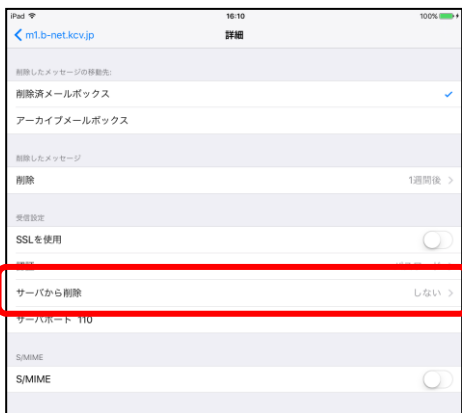 iPad 16:10 100%
m1.b-net.kcv.jp 詳細
削除したメッセージの移動先:
削除済メールボックス
アーカイブメールボックス
削除したメッセージ
削除 1週間後
受信設定
SSLを使用
サーバから削除 しない
サーバポート 110
S/MIME
S/MIME